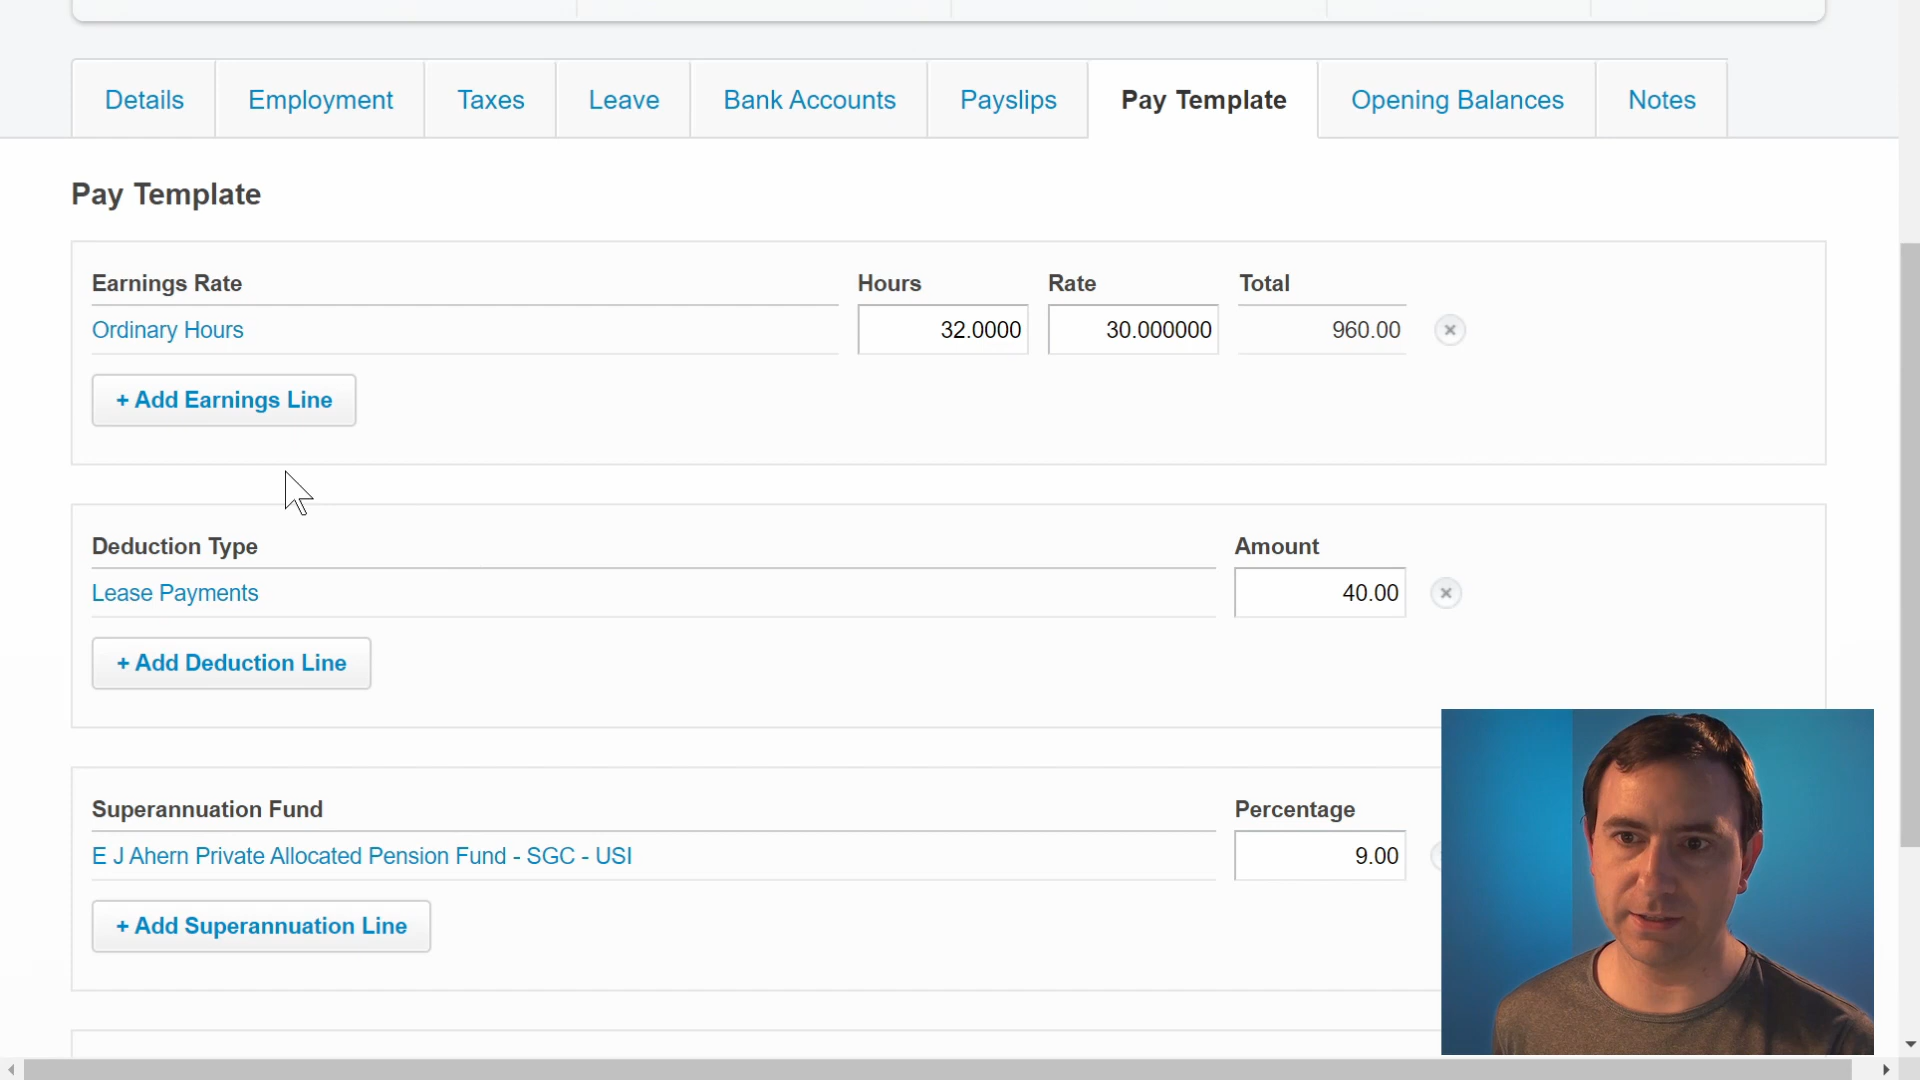 Details Employment Taxes Leave Bank Accounts Payslips Pay Template Opening Balances Notes
Pay Template
Earnings Rate Hours Rate Total
Ordinary Hours 32.0000 30.000000 960.00
+ Add Earnings Line
Deduction Type Amount
Lease Payments 40.00
+ Add Deduction Line
Superannuation Fund Percentage
E J Ahern Private Allocated Pension Fund - SGC - USI 9.00
+ Add Superannuation Line